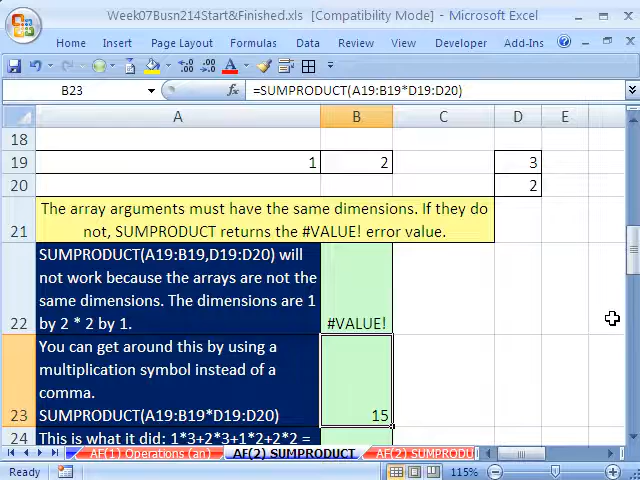 Week07Busn214Start&Finished.xls [Compatibility Mode] - Microsoft Excel
Home Insert Page Layout Formulas Data Review View Developer Add-Ins
B23 fx =SUMPRODUCT(A19:B19*D19:D20)
A B C D E
18
19 1 2 3
20 2
The array arguments must have the same dimensions. If they do
21 not, SUMPRODUCT returns the #VALUE! error value.
SUMPRODUCT(A19:B19,D19:D20) will
not work because the arrays are not the
same dimensions. The dimensions are 1
22 by 2 * 2 by 1. #VALUE!
You can get around this by using a
multiplication symbol instead of a
comma.
23 SUMPRODUCT(A19:B19*D19:D20) 15
24 This is what it did: 1*3+2*3+1*2+2*2 =
AF(1) Operations (an) AF(2) SUMPRODUCT AF(2) SUMPRODU
Ready 115%